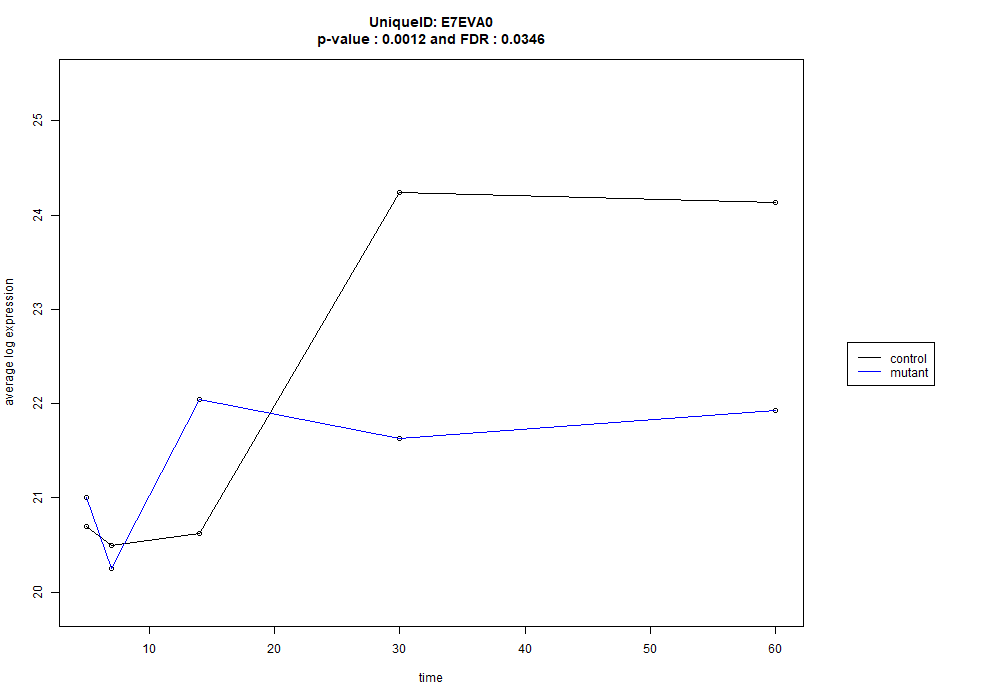 UniqueID: E7EVA0
p-value : 0.0012 and FDR : 0.0346
average log expression
25
24
23
22
21
20
10 20 30 40 50 60
time
control
mutant